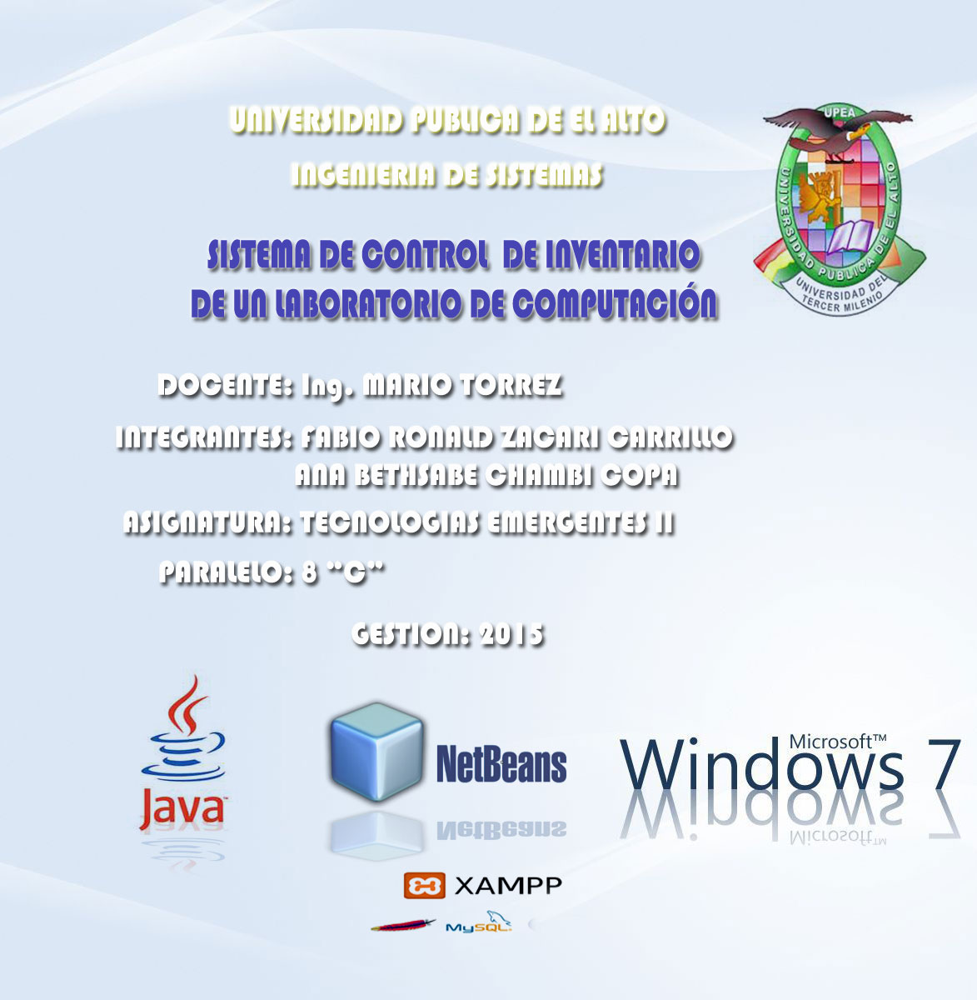 UNIVERSIDAD PUBLICA DE EL ALTO
INGENIERIA DE SISTEMAS
UPEA
UNIVERSIDAD PUBLICA DE EL ALTO
UNIVERSIDAD DEL
TERCER MILENIO
SISTEMA DE CONTROL DE INVENTARIO
DE UN LABORATORIO DE COMPUTACIÓN
DOCENTE: Ing. MARIO TORREZ
INTEGRANTES: FABIO RONALD ZACARI CARRILLO
ANA BETHSABE CHAMBI COPA
ASIGNATURA: TECNOLOGIAS EMERGENTES II
PARALELO: 8 “C”
GESTION: 2015
Java™
NetBeans
Microsoft™
Windows 7
XAMPP
MySQL